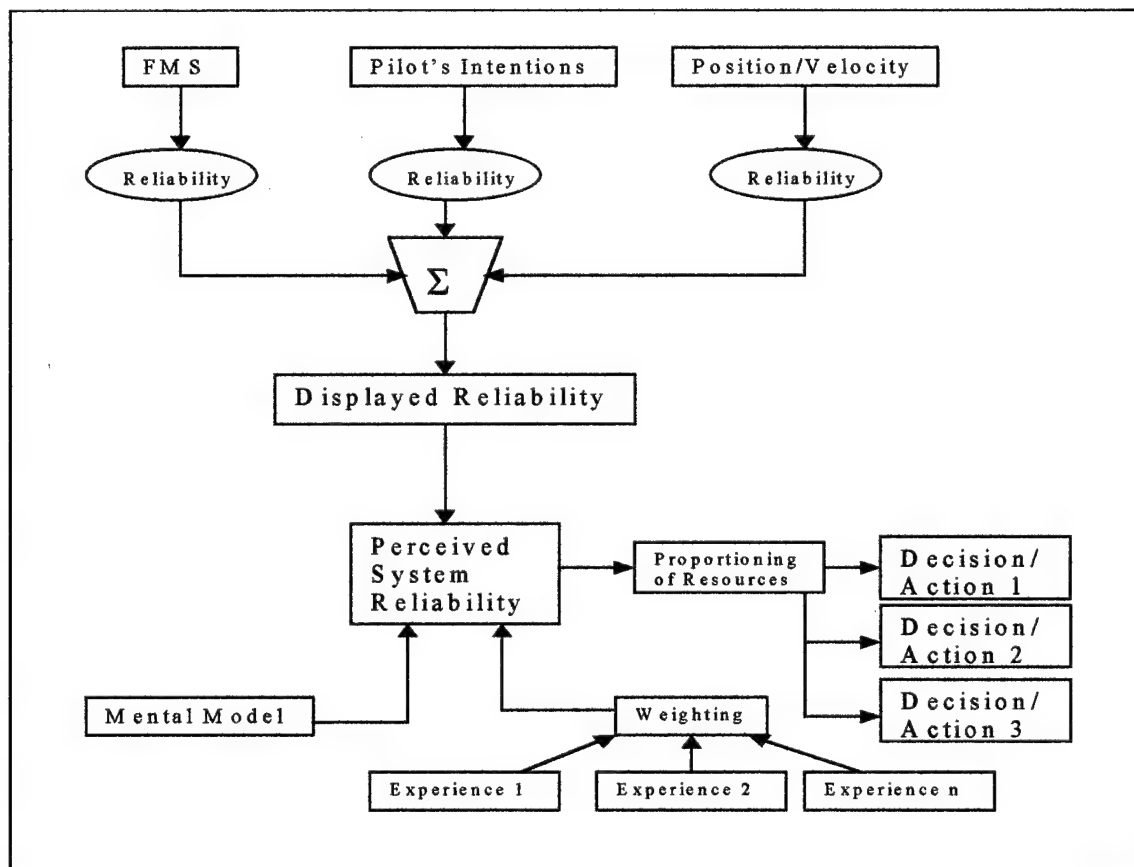 FMS
Pilot's Intentions
Position/Velocity
Reliability
Reliability
Reliability
Σ
Displayed Reliability
Perceived
System
Reliability
Proportioning
of Resources
Decision/
Action 1
Decision/
Action 2
Decision/
Action 3
Mental Model
Weighting
Experience 1
Experience 2
Experience n